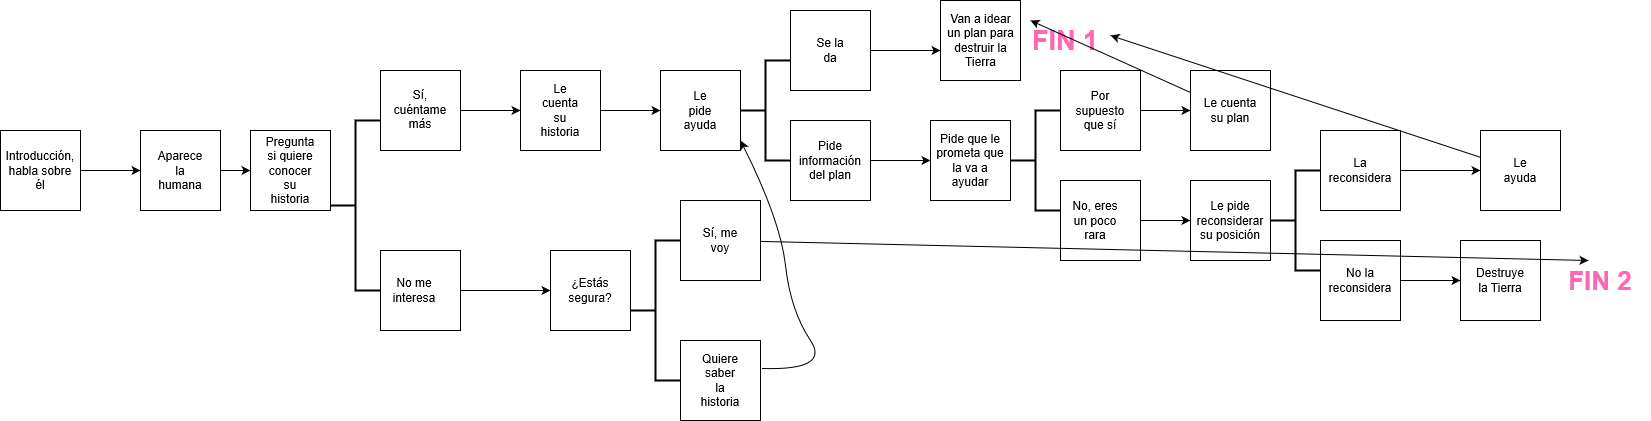 Introducción,
habla sobre
él
Aparece
la
humana
Pregunta
si quiere
conocer
su
historia
Sí,
cuéntame
más
Le
cuenta
su
historia
Le
pide
ayuda
Se la
da
Van a idear
un plan para
destruir la
Tierra
FIN 1
Pide
información
del plan
Pide que le
prometa que
la va a
ayudar
Por
supuesto
que sí
Le cuenta
su plan
No, eres
un poco
rara
Le pide
reconsiderar
su posición
La
reconsidera
Le
ayuda
No la
reconsidera
Destruye
la Tierra
FIN 2
No me
interesa
¿Estás
segura?
Sí, me
voy
Quiere
saber
la
historia